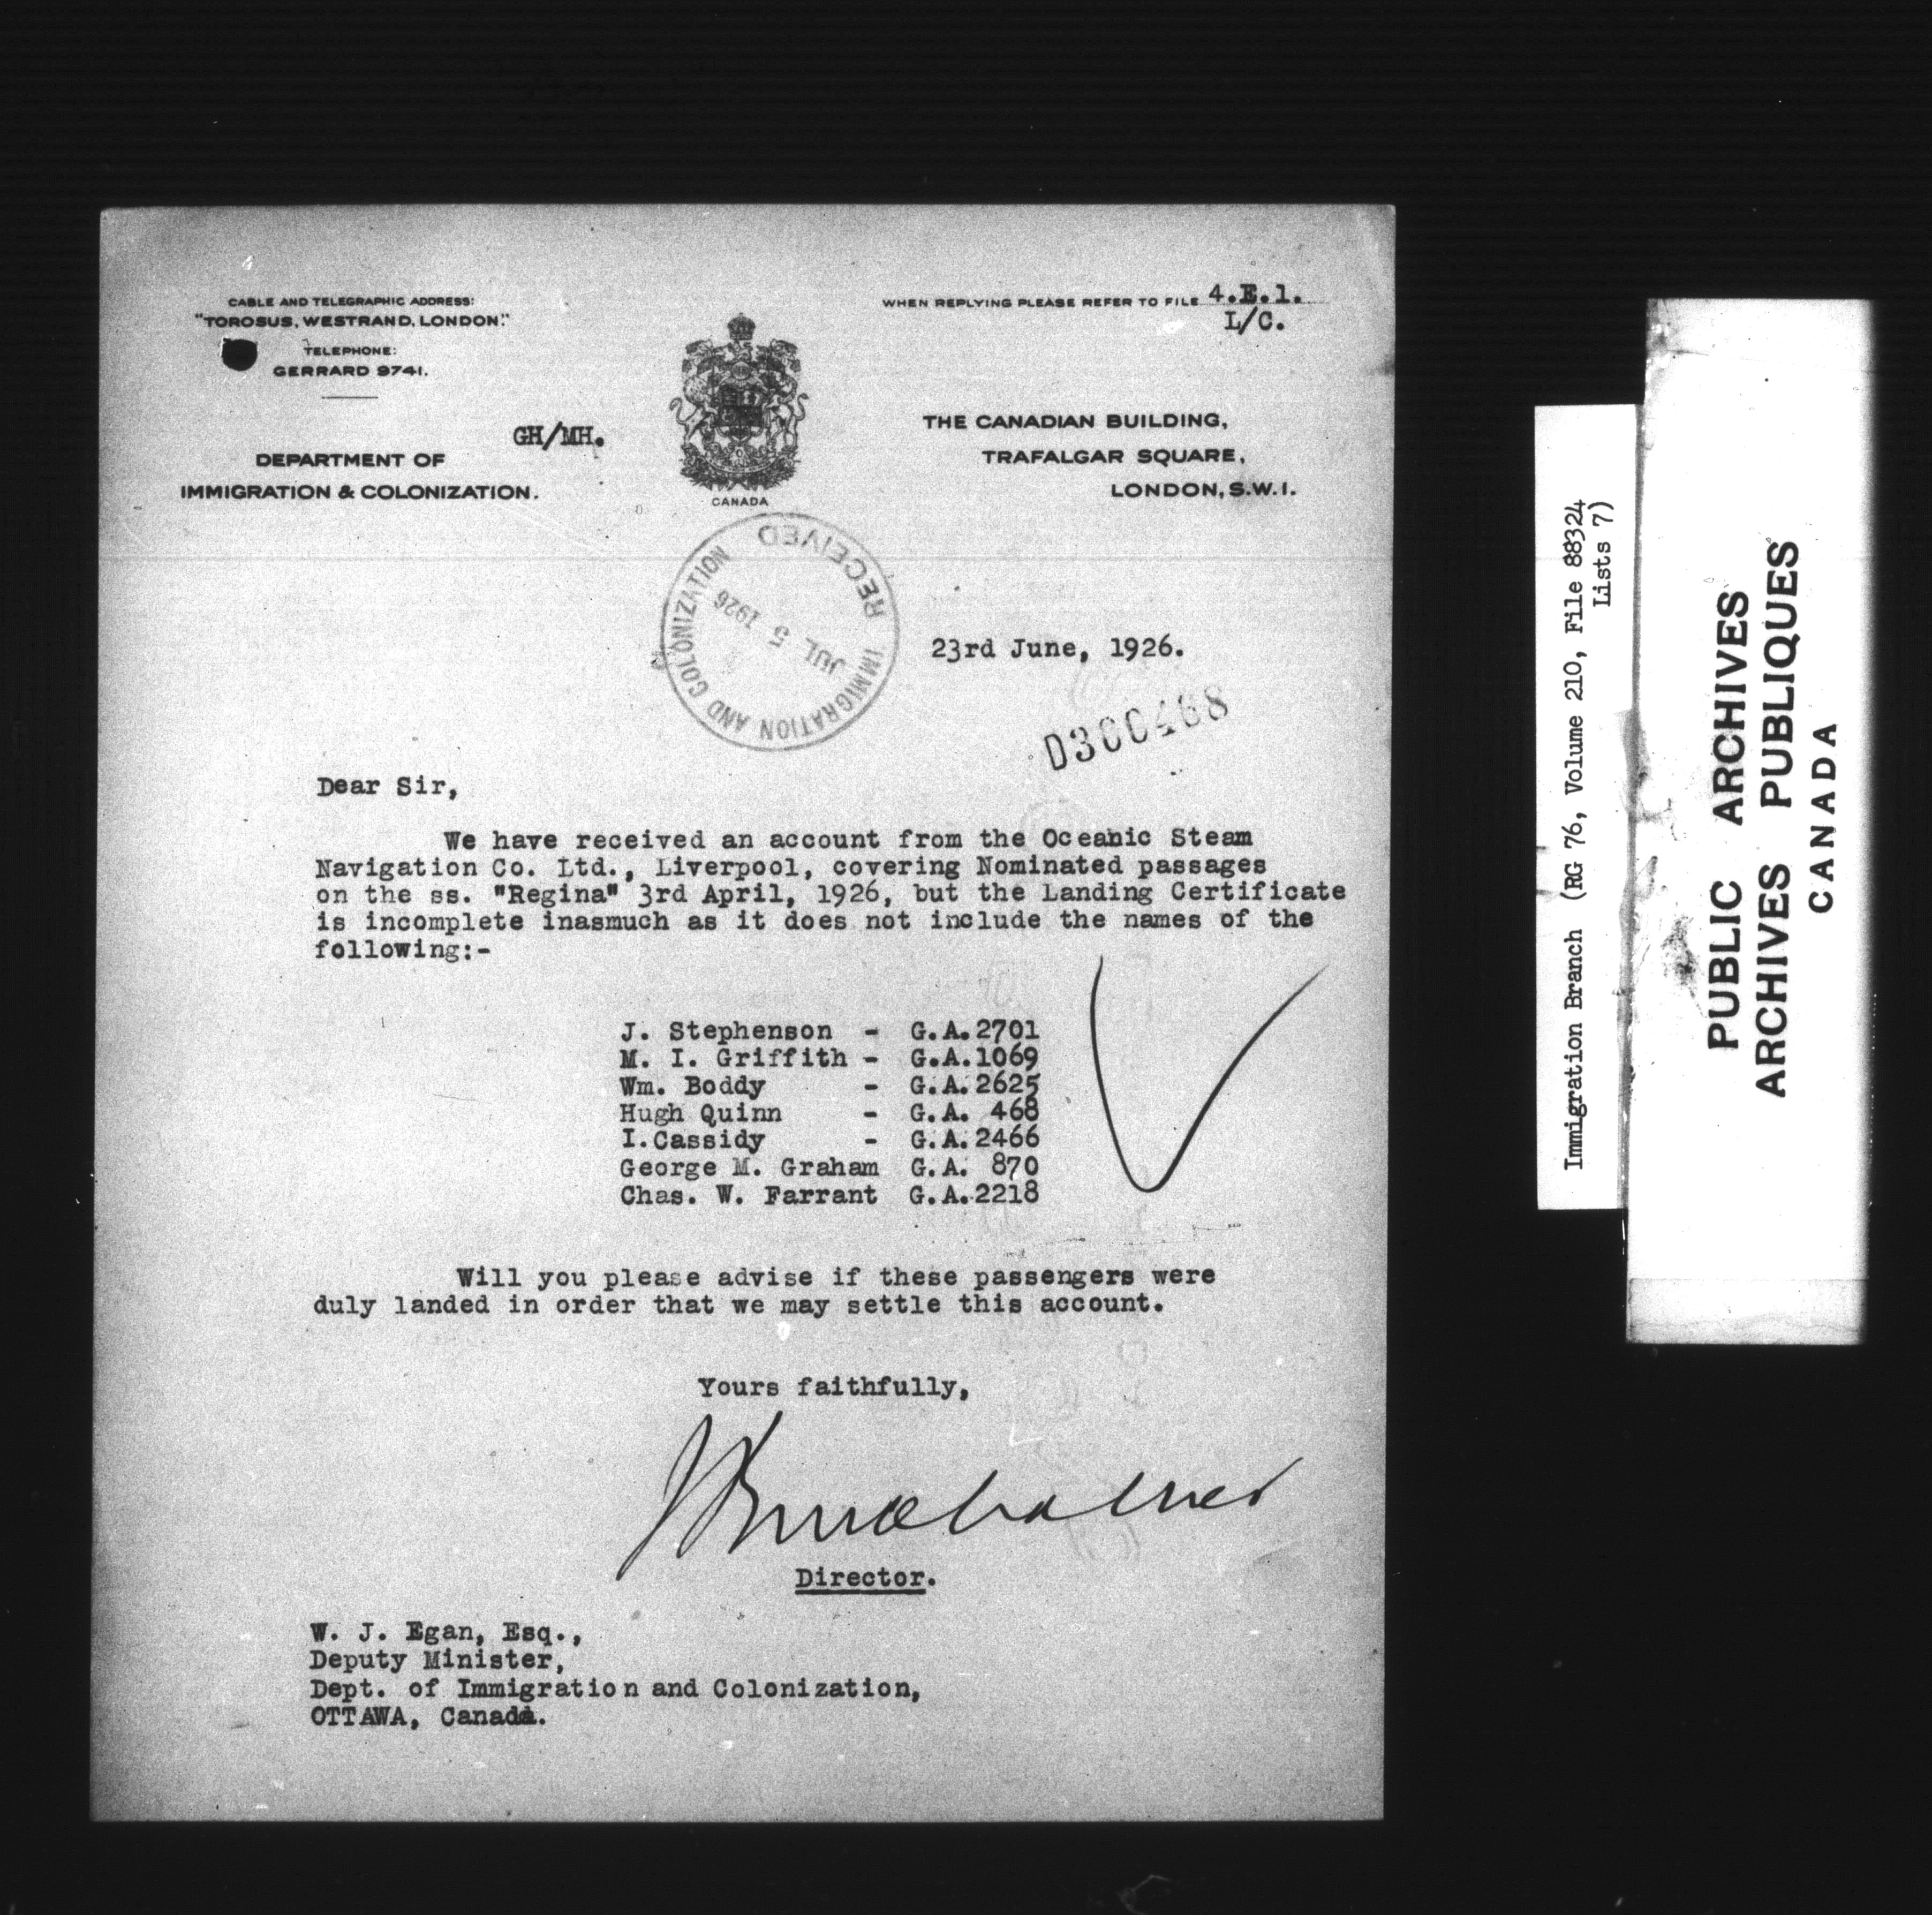 CABLE AND TELEGRAPHIC ADDRESS:
"TOROSUS, WESTRAND, LONDON."
TELEPHONE:
GERRARD 9741.
WHEN REPLYING PLEASE REFER TO FILE 4.E.1.
L/C.
GH/MH.
DEPARTMENT OF
IMMIGRATION & COLONIZATION.
CANADA
THE CANADIAN BUILDING,
TRAFALGAR SQUARE,
LONDON, S.W.1.
IMMIGRATION AND COLONIZATION
RECEIVED
JUL 5 1926
23rd June, 1926.
Dear Sir,
We have received an account from the Oceanic Steam
Navigation Co. Ltd., Liverpool, covering Nominated passages
on the ss. "Regina" 3rd April, 1926, but the Landing Certificate
is incomplete inasmuch as it does not include the names of the
following:-
J. Stephenson - G.A.2701
M. I. Griffith - G.A.1069
Wm. Boddy - G.A.2625
Hugh Quinn - G.A. 468
I.Cassidy - G.A.2466
George M. Graham G.A. 870
Chas. W. Farrant G.A.2218
Will you please advise if these passengers were
duly landed in order that we may settle this account.
Yours faithfully,
Director.
W. J. Egan, Esq.,
Deputy Minister,
Dept. of Immigration and Colonization,
OTTAWA, Canada.
Immigration Branch (RG 76, Volume 210, File 88324
Lists 7)
PUBLIC ARCHIVES
ARCHIVES PUBLIQUES
CANADA